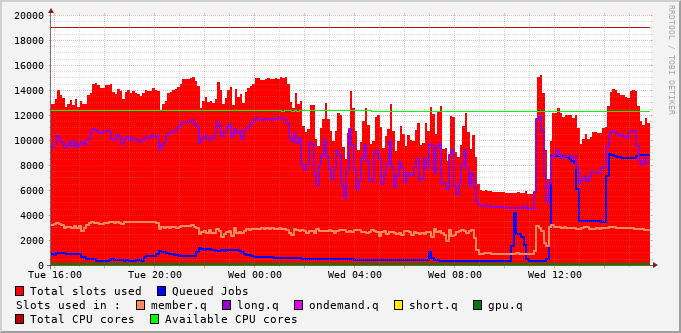 20000
18000
16000
14000
12000
10000
8000
6000
4000
2000
0
Tue 16:00 Tue 20:00 Wed 00:00 Wed 04:00 Wed 08:00 Wed 12:00
Total slots used Queued Jobs
Slots used in : member.q long.q ondemand.q short.q gpu.q
Total CPU cores Available CPU cores
RRDTOOL / TOBI OETIKER